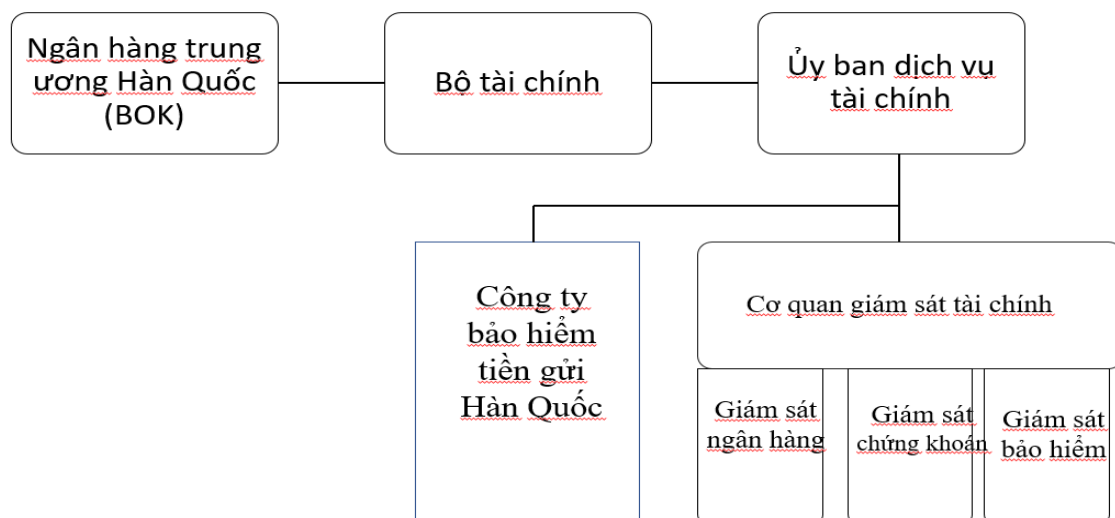 Ngân hàng trung
ương Hàn Quốc
(BOK)
Bộ tài chính
Ủy ban dịch vụ
tài chính
Công ty
bảo hiểm
tiền gửi
Hàn Quốc
Cơ quan giám sát tài chính
Giám sát
ngân hàng
Giám sát
chứng khoán
Giám sát
bảo hiểm